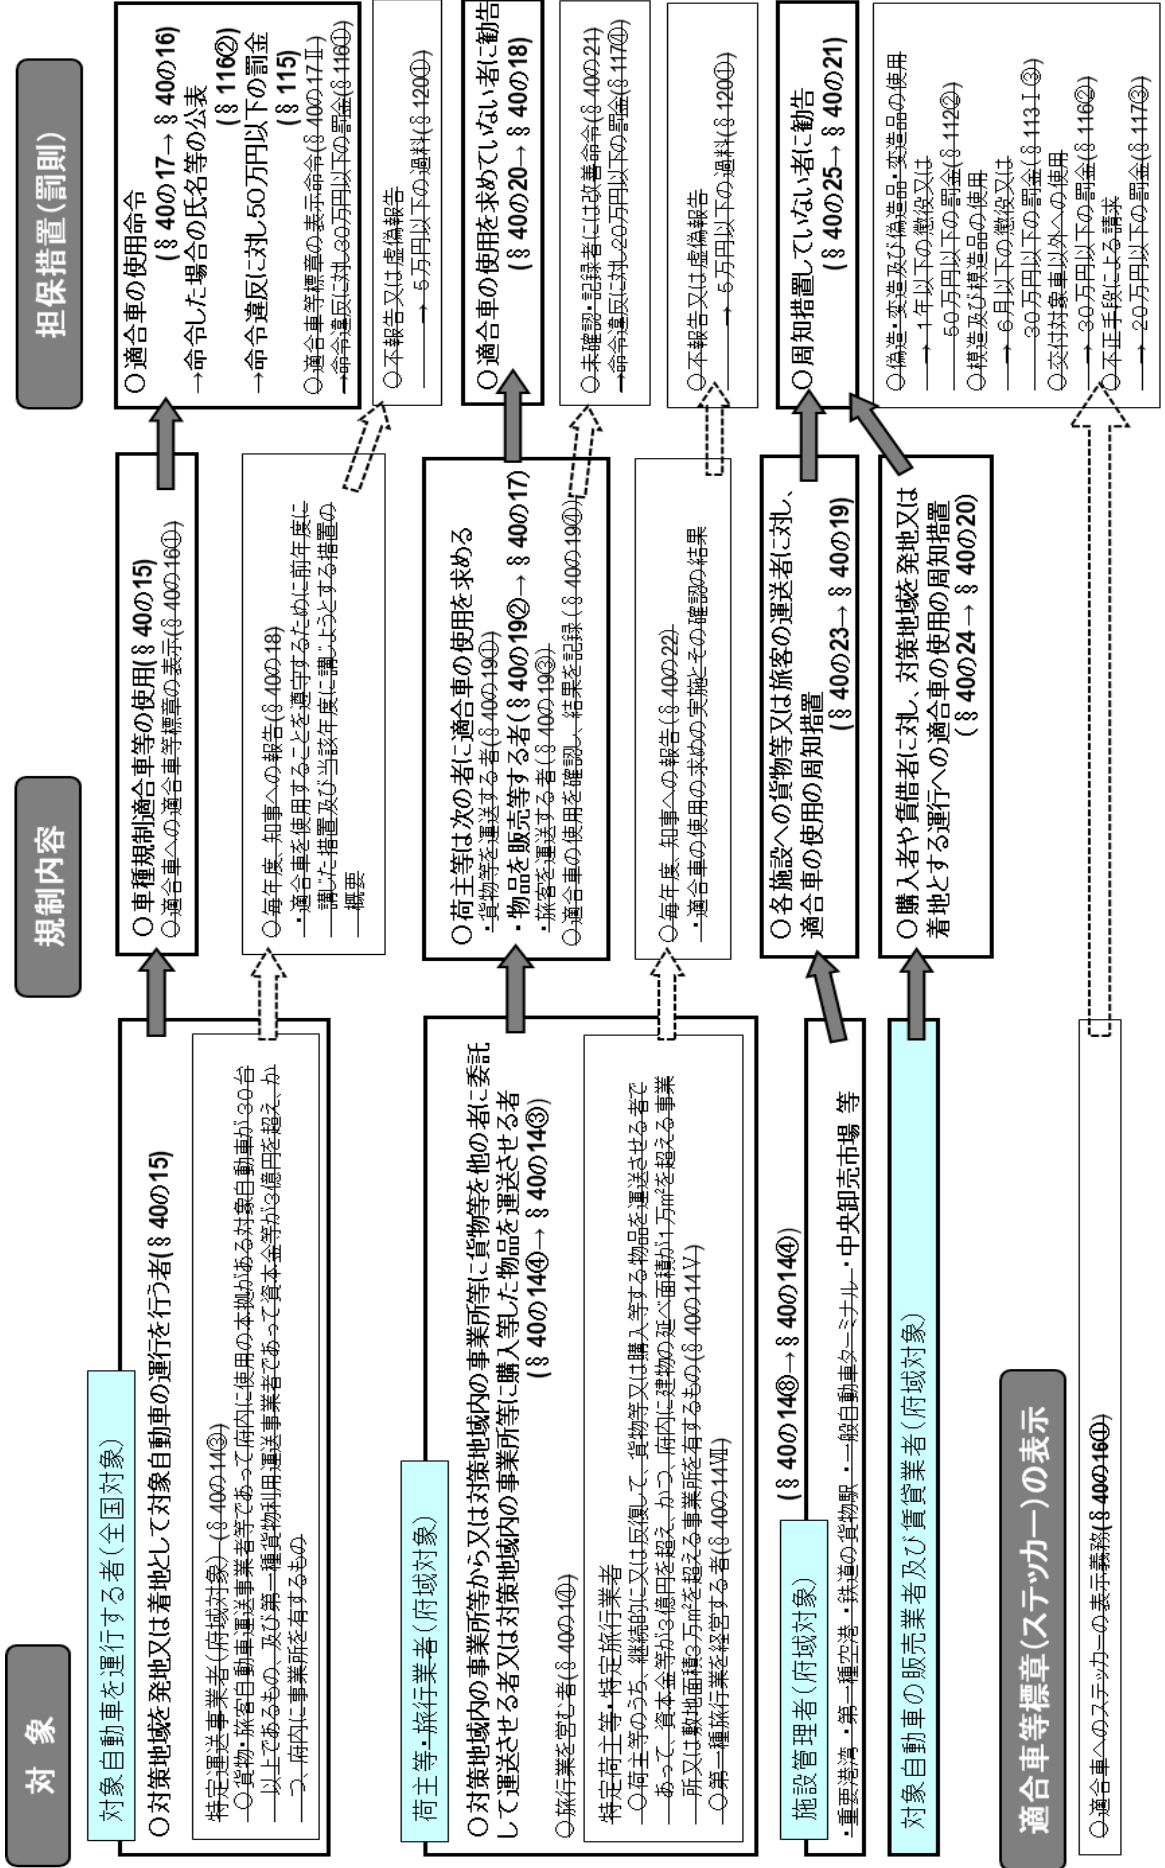 対　象
規制内容
担保措置(罰則)
対象自動車を運行する者(全国対象)
○対策地域を発地又は着地として対象自動車の運行を行う者(§40の15)
特定運送事業者(府域対象) (§40の14③)
○貨物・旅客自動車運送事業者等であって府内に使用の本拠がある対象自動車が30台
以上であるもの、及び第一種貨物利用運送事業者であって資本金等が3億円を超え、か
つ、府内に事業所を有するもの
○車種規制適合車等の使用(§40の15)
○適合車への適合車等標章の表示(§40の16①)
○毎年度、知事への報告(§40の18)
・適合車を使用することを遵守するために前年度に
講じた措置及び当該年度に講じようとする措置の
概要
○適合車の使用命令
(§40の17→§40の16)
→命令した場合の氏名等の公表
(§116②)
→命令違反に対し50万円以下の罰金
(§115)
○適合車等標章の表示命令(§40の17Ⅱ)
→命令違反に対し30万円以下の罰金(§116①)
○不報告又は虚偽報告
→ 5万円以下の過料(§120①)
荷主等・旅行業者(府域対象)
○対策地域内の事業所等から又は対策地域内の事業所等に貨物等を他の者に委託
して運送させる者又は対策地域内の事業所等に購入等した物品を運送させる者
(§40の14④→§40の14③)
○旅行業を営む者(§40の1④)
特定荷主等・特定旅行業者
○荷主等のうち、継続的に又は反復して、貨物等又は購入等する物品を運送させる者で
あって、資本金等が3億円を超え、かつ、府内に建物の延べ面積が1万㎡を超える事業
所又は敷地面積3万㎡を超える事業所を有するもの(§40の14Ⅴ)
○第一種旅行業を経営する者(§40の14Ⅶ)
○荷主等は次の者に適合車の使用を求める
・貨物等を運送する者(§40の19①)
・物品を販売等する者(§40の19②→§40の17)
・旅客を運送する者(§40の19③)
○適合車の使用を確認し、結果を記録(§40の19④)
○毎年度、知事への報告(§40の22)
・適合車の使用の求めの実施とその確認の結果
○適合車の使用を求めていない者に勧告
(§40の20→§40の18)
○未確認・記録者には改善命令(§40の21)
→命令違反に対し20万円以下の罰金(§117④)
○不報告又は虚偽報告
→ 5万円以下の過料(§120①)
施設管理者(府域対象)
(§40の14⑧→§40の14④)
・重要港湾・第一種空港・鉄道の貨物駅・一般自動車ターミナル・中央卸売市場 等
○各施設への貨物等又は旅客の運送者に対し、
適合車の使用の周知措置
(§40の23→§40の19)
○周知措置していない者に勧告
(§40の25→§40の21)
対象自動車の販売業者及び賃貸業者(府域対象)
○購入者や賃借者に対し、対策地域を発地又は
着地とする運行への適合車の使用の周知措置
(§40の24→§40の20)
適合車等標章(ステッカー)の表示
○適合車へのステッカーの表示義務(§40の16①)
○偽造・変造及び偽造品・変造品の使用
→ 1年以下の懲役又は
50万円以下の罰金(§112②)
○模造及び模造品の使用
→ 6月以下の懲役又は
30万円以下の罰金(§113Ⅰ③)
○交付対象車以外への使用
→ 30万円以下の罰金(§116②)
○不正手段による請求
→ 20万円以下の罰金(§117③)